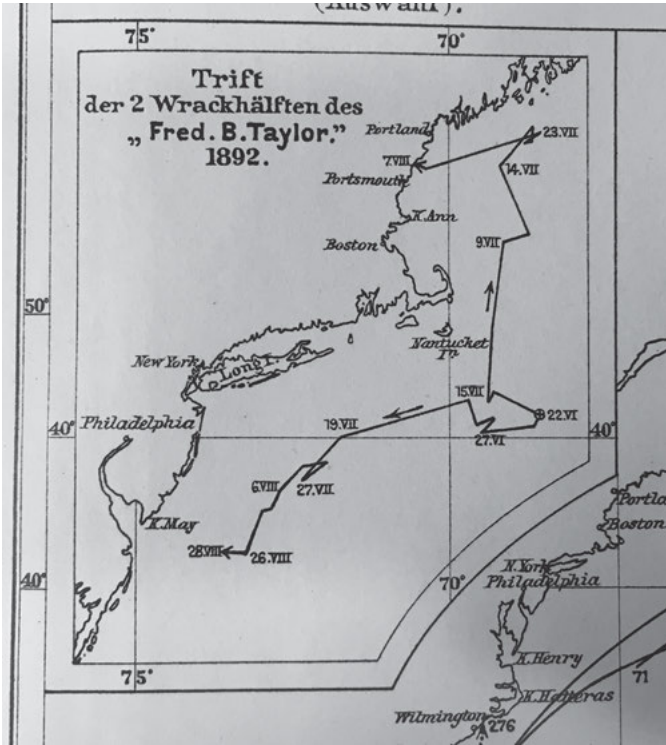 (Auswahl).
75°
70
Trift
der 2 Wrackhälften des
„Fred. B. Taylor."
1892.
Portland
23.VII
7.VIII
14.VII
Portsmouth
K.Ann
9.VII
Boston
50°
Nantucket
In
New York
Long I.
15.VII
22.VI
Philadelphia
19.VII
40°
27.VI
40°
27.VII
6.VIII
K.May
28.VIII
26.VIII
Portla
Boston
N.York
40°
70°
Philadelphia
K.Henry
75°
K.Hatteras
71
Wilmington
276